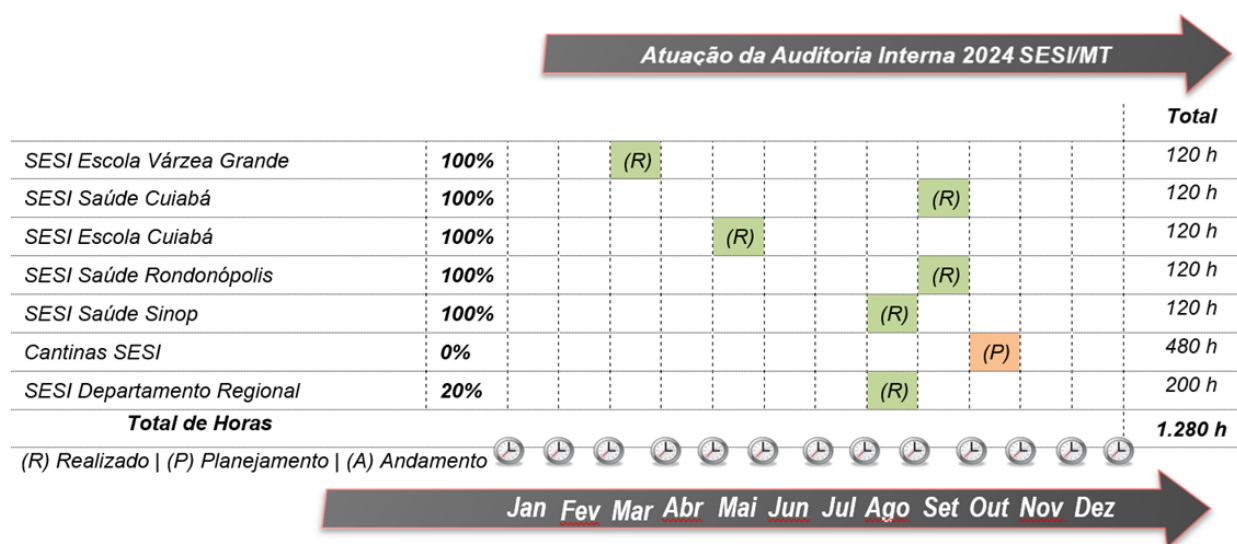 Atuação da Auditoria Interna 2024 SESI/MT
Total
SESI Escola Várzea Grande 100% (R) 120 h
SESI Saúde Cuiabá 100% (R) 120 h
SESI Escola Cuiabá 100% (R) 120 h
SESI Saúde Rondonópolis 100% (R) 120 h
SESI Saúde Sinop 100% (R) 120 h
Cantinas SESI 0% (P) 480 h
SESI Departamento Regional 20% (R) 200 h
Total de Horas 1.280 h
(R) Realizado | (P) Planejamento | (A) Andamento
Jan Fev Mar Abr Mai Jun Jul Ago Set Out Nov Dez